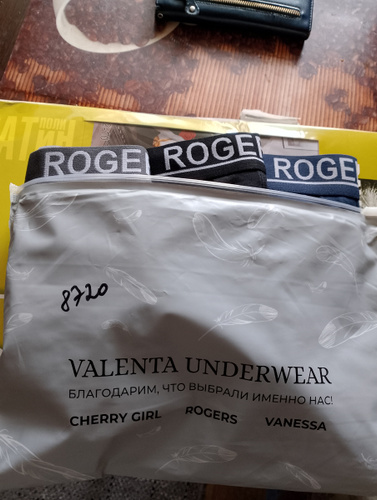 ROGE
ROGE
ROGE
8720
VALENTA UNDERWEAR
БЛАГОДАРИМ, ЧТО ВЫБРАЛИ ИМЕННО НАС!
CHERRY GIRL ROGERS VANESSA